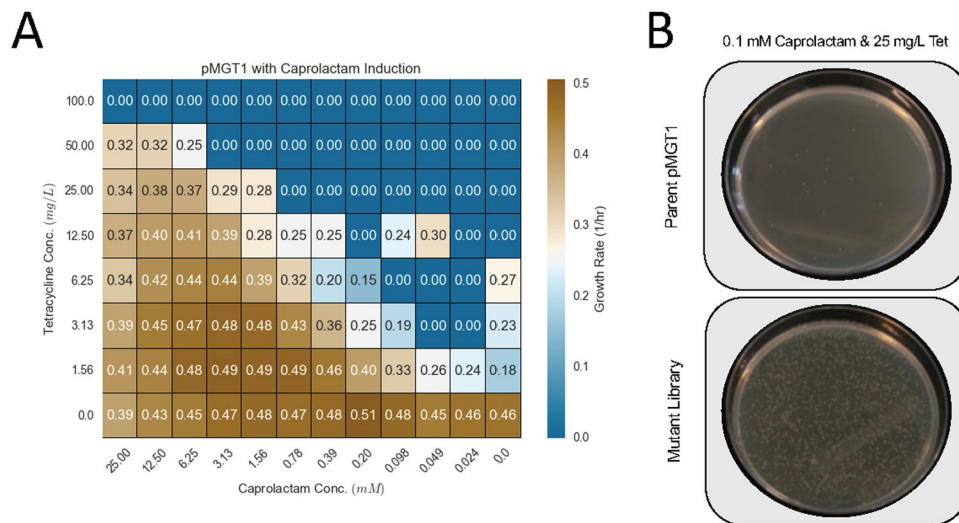 A
pMGT1 with Caprolactam Induction
Tetracycline Conc. (mg/L)
100.0 0.00 0.00 0.00 0.00 0.00 0.00 0.00 0.00 0.00 0.00 0.00 0.0
50.00 0.32 0.32 0.25 0.00 0.00 0.00 0.00 0.00 0.00 0.00 0.00 0.00
25.00 0.34 0.38 0.37 0.29 0.28 0.00 0.00 0.00 0.00 0.00 0.00 0.00
12.50 0.37 0.40 0.41 0.39 0.28 0.25 0.25 0.00 0.24 0.30 0.00 0.00
6.25 0.34 0.42 0.44 0.44 0.39 0.32 0.20 0.15 0.00 0.00 0.00 0.27
3.13 0.39 0.45 0.47 0.48 0.48 0.43 0.36 0.25 0.19 0.00 0.00 0.23
1.56 0.41 0.44 0.48 0.49 0.49 0.49 0.46 0.40 0.33 0.26 0.24 0.18
0.0 0.39 0.43 0.45 0.47 0.48 0.47 0.48 0.51 0.48 0.45 0.46 0.46
25.00 12.50 6.25 3.13 1.56 0.78 0.39 0.20 0.098 0.049 0.024 0.0
Caprolactam Conc. (mM)
0.5
0.4
0.3
0.2
0.1
0.0
Growth Rate (1/hr)
B
0.1 mM Caprolactam & 25 mg/L Tet
Parent pMGT1
Mutant Library